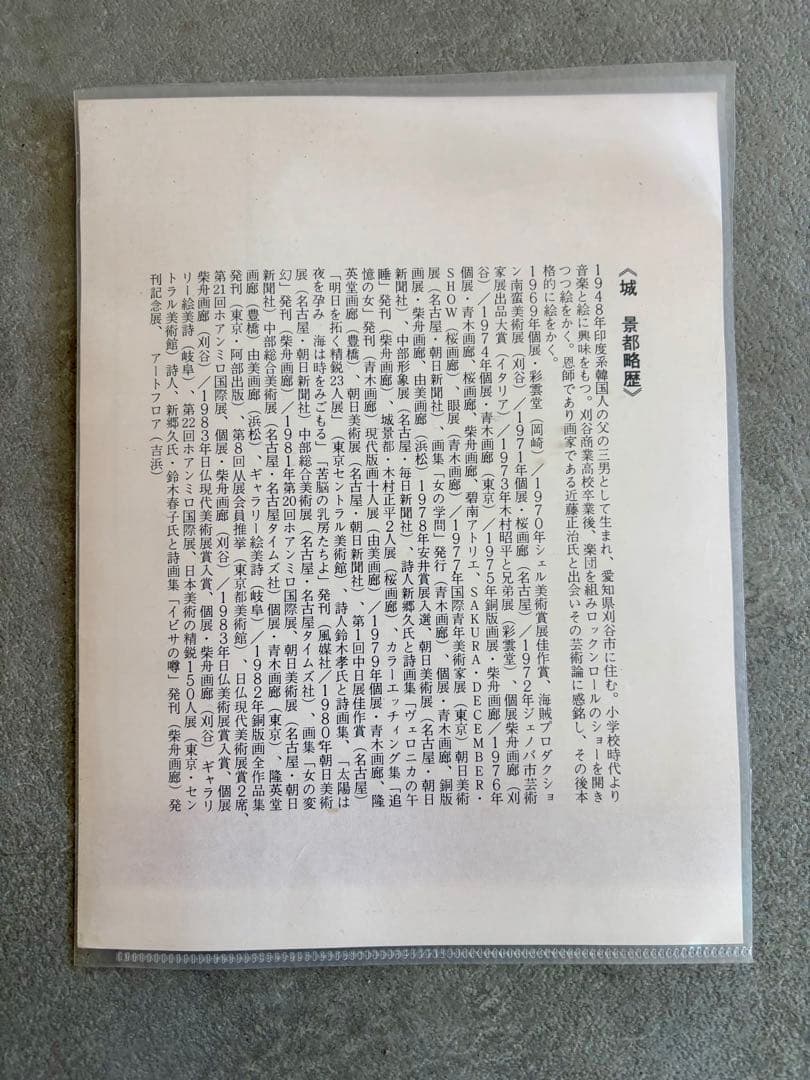 《城　景都略歴》
1948年印度系韓国人の父の三男として生まれ、愛知県刈谷市に住む。小学校時代より
音楽と絵に興味をもつ。刈谷商業高校卒業後、楽団を組みロックンロールのショーを開き
つつ絵をかく。恩師であり画家である近藤正治氏と出会いその芸術論に感銘し、その後本
格的に絵をかく。
1969年個展・彩雲堂（岡崎）／1970年シェル美術賞展佳作賞、海賊プロダクショ
ン南蛮美術展（刈谷）／1971年個展・桜画廊（名古屋）／1972年ジェノバ市芸術
家展出品大賞（イタリア）／1973年木村昭平と兄弟展（彩雲堂）、個展柴舟画廊（刈
谷）／1974年個展・青木画廊（東京）／1975年銅版画展・柴舟画廊／1976年
個展・青木画廊、桜画廊、柴舟画廊、碧南アトリエ、SAKURA・DECEMBER・
SHOW（桜画廊）、眼展（青木画廊）／1977年国際青年美術家展（東京）朝日美術
展（名古屋・朝日新聞社）、画集「女の学問」発行（青木画廊）、個展・青木画廊、銅版
画展・柴舟画廊、由美画廊（浜松）1978年安井賞展入選、朝日美術展（名古屋・朝日
新聞社）、中部形象展（名古屋・毎日新聞社）、詩人新郷久氏と詩画集「ヴェロニカの午
睡」発刊（柴舟画廊）、城景都・木村正平2人展（桜画廊）、カラーエッチィング集「追
憶の女」発刊（青木画廊）現代版画十人展（由美画廊）／1979年個展・青木画廊、隆
英堂画廊（豊橋）、朝日美術展（名古屋・朝日新聞社）、第1回中日展佳作賞（名古屋）
「明日を拓く精鋭23人展」（東京セントラル美術館）、詩人鈴木孝氏と詩画集、「太陽は
夜を孕み　海は時をみごもる」「苦脳の乳房たちよ」発刊（風媒社／1980年朝日美術
展（名古屋・朝日新聞社）中部総合美術展（名古屋・名古屋タイムズ社）、画集「女の変
幻」発刊（柴舟画廊）／1981年第20回ホアンミロ国際展、朝日美術展（名古屋・朝日
新聞社）中部総合美術展（名古屋・名古屋タイムズ社）個展・青木画廊（東京）、隆英堂
画廊（豊橋）由美画廊（浜松）、ギャラリー絵美詩（岐阜）／1982年銅版画全作品集
発刊（東京・阿部出版）、第8回从展会員推挙（東京都美術館）、日仏現代美術展賞2席、
第21回ホアンミロ国際展、個展・柴舟画廊（刈谷）／1983年日仏美術展賞入賞、個展
柴舟画廊（刈谷）／1983年日仏現代美術展賞入賞、個展・柴舟画廊（刈谷）ギャラリ
リー絵美詩（岐阜）、第22回ホアンミロ国際展、日本美術の精鋭150人展（東京・セン
トラル美術館）詩人、新郷久氏・鈴木春子氏と詩画集「イビサの噂」発刊（柴舟画廊）発
刊記念展、　アートフロア（吉浜）